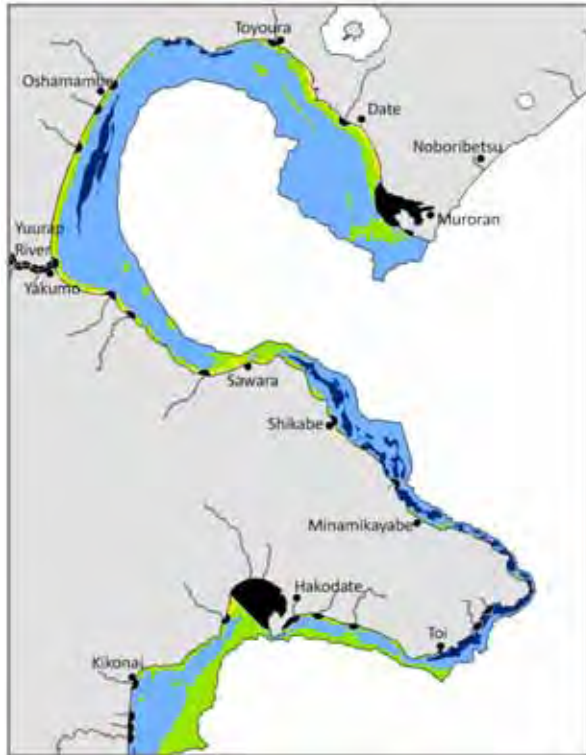 Toyoura
Oshamambe
Date
Noboribetsu
Muroran
Yuurap
River
Yakumo
Sawara
Shikabe
Minamikayabe
Hakodate
Toi
Kikonai